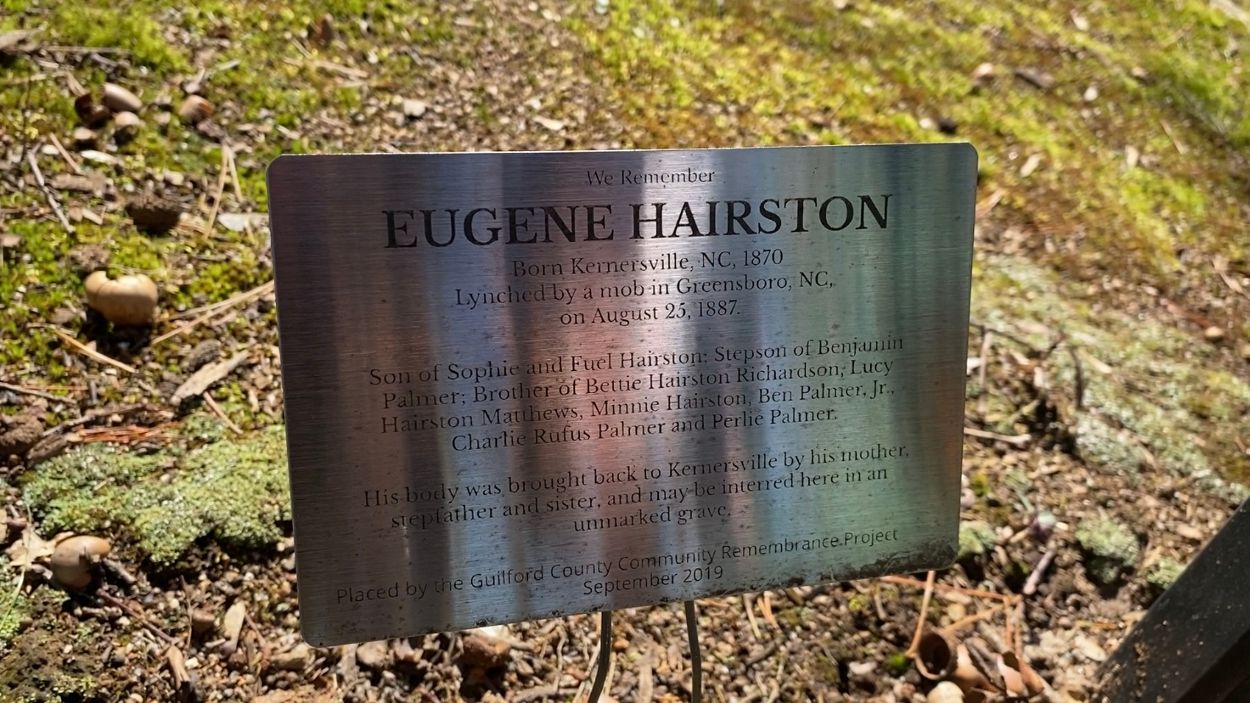 We Remember
EUGENE HAIRSTON
Born Kernersville, NC, 1870
Lynched by a mob in Greensboro, NC,
on August 25, 1887.
Son of Sophie and Fuel Hairston; Stepson of Benjamin
Palmer; Brother of Bettie Hairston Richardson; Lucy
Hairston Matthews, Minnie Hairston, Ben Palmer, Jr.,
Charlie Rufus Palmer and Perlie Palmer.
His body was brought back to Kernersville by his mother,
stepfather and sister, and may be interred here in an
unmarked grave.
Placed by the Guilford County Community Remembrance Project
September 2019